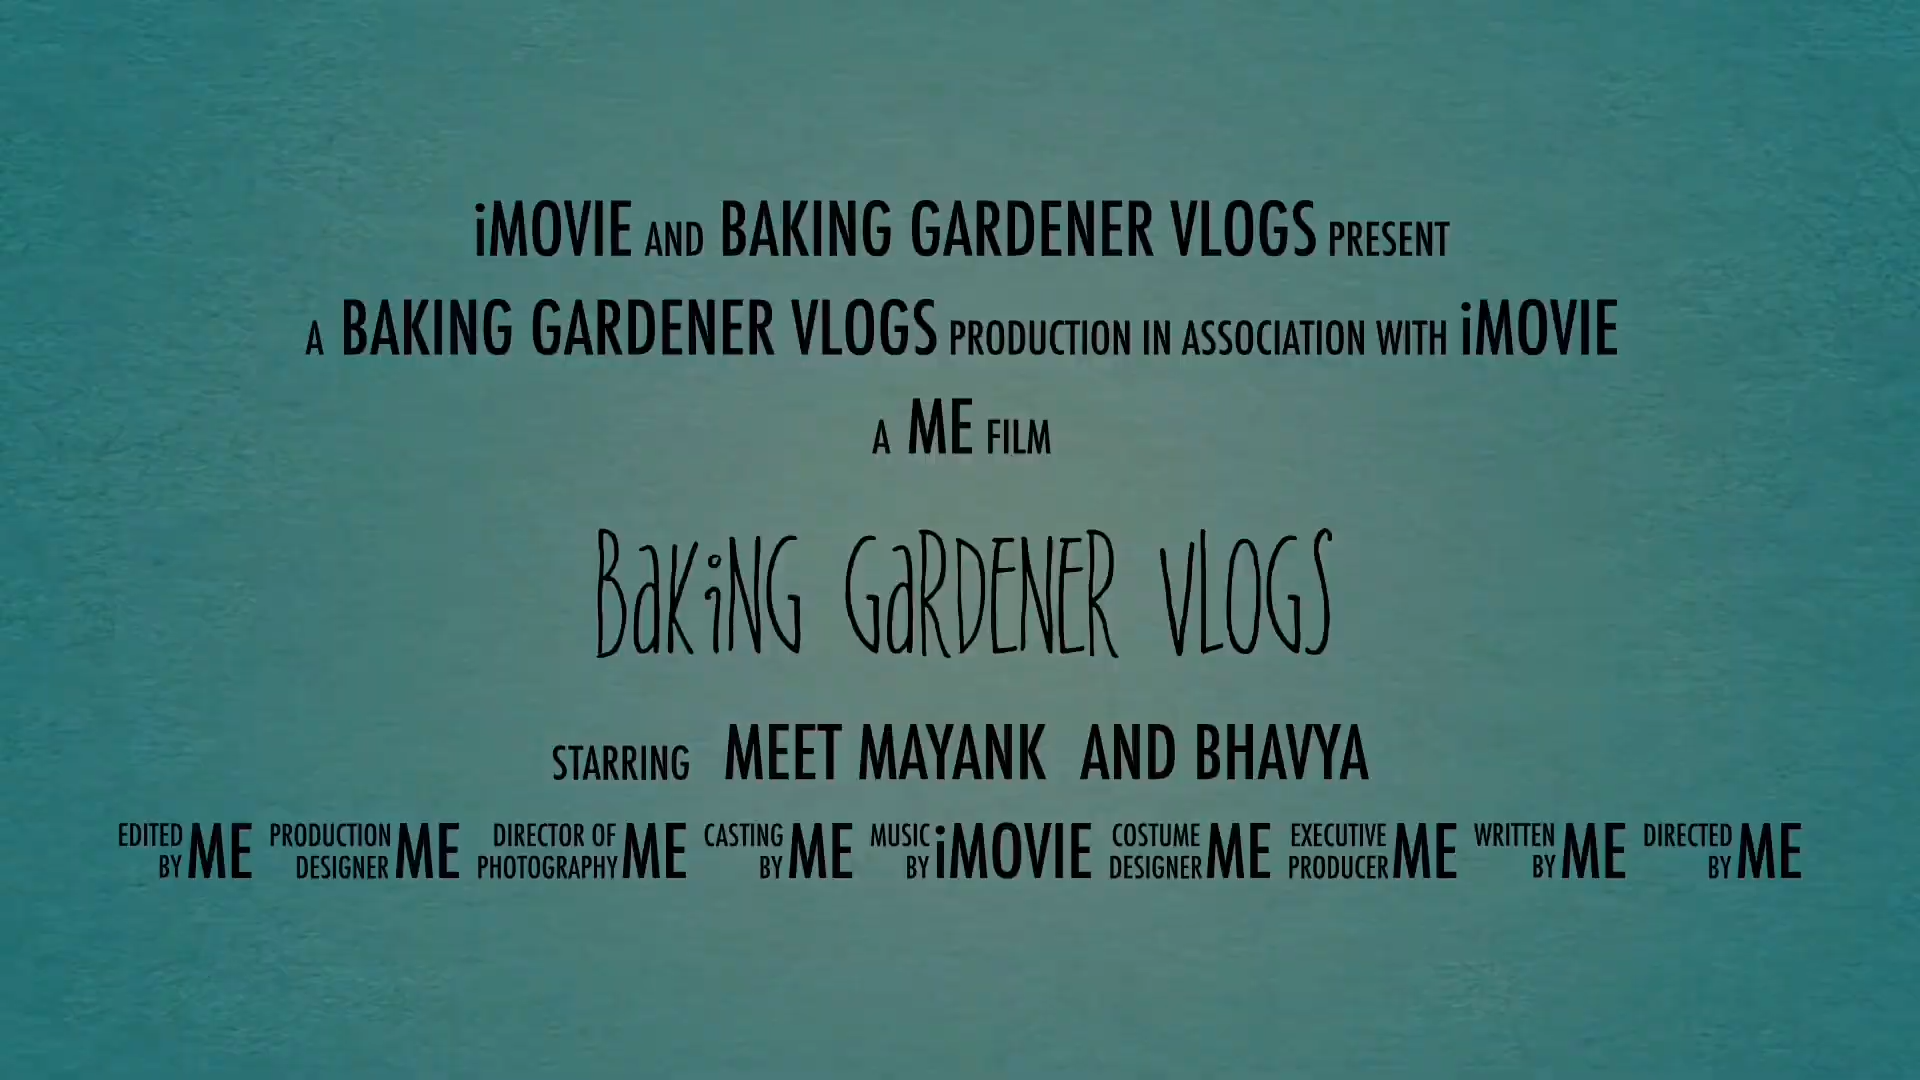 iMOVIE AND BAKING GARDENER VLOGS PRESENT
A BAKING GARDENER VLOGS PRODUCTION IN ASSOCIATION WITH iMOVIE
A ME FILM
BaKiNG GaRDENER VLOGS
STARRING MEET MAYANK AND BHAVYA
EDITED BY ME PRODUCTION DESIGNER ME DIRECTOR OF PHOTOGRAPHY ME CASTING BY ME MUSIC BY iMOVIE COSTUME DESIGNER ME EXECUTIVE PRODUCER ME WRITTEN BY ME DIRECTED BY ME